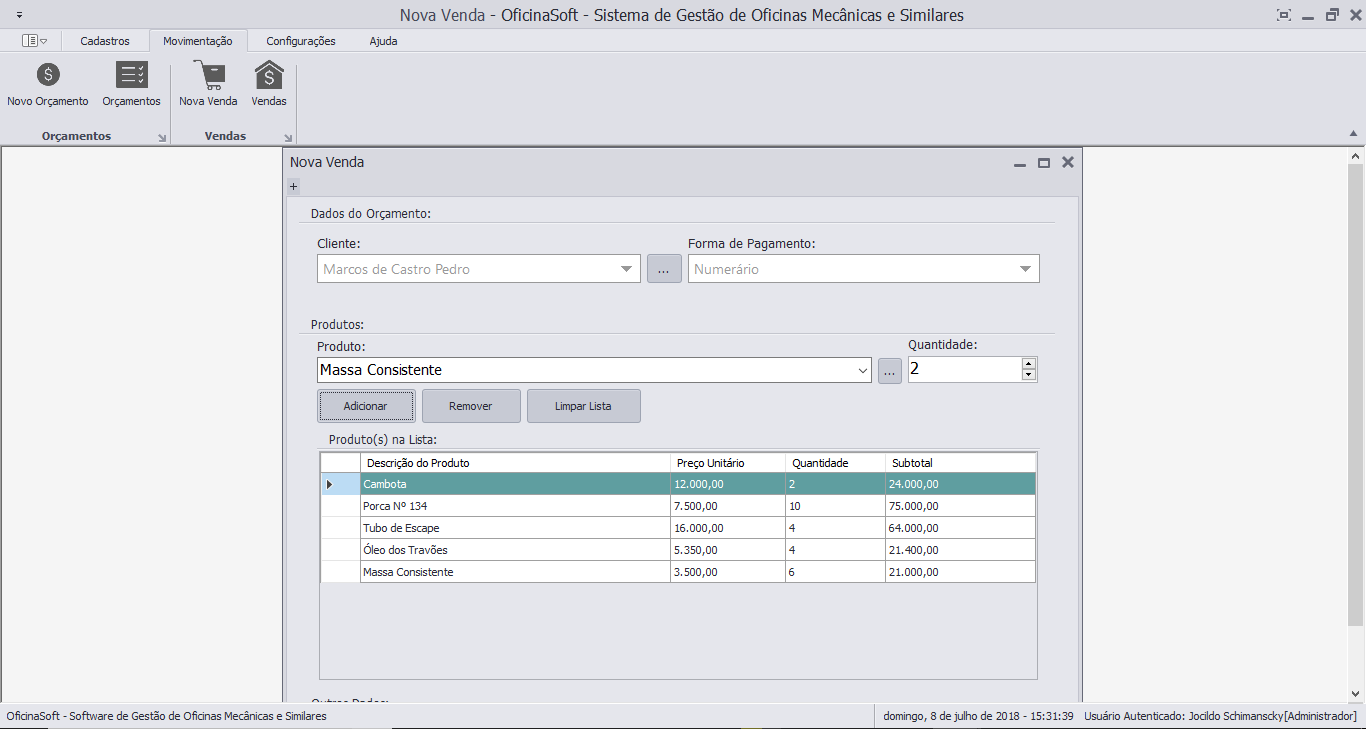 Nova Venda - OficinaSoft - Sistema de Gestão de Oficinas Mecânicas e Similares
Cadastros Movimentação Configurações Ajuda
Novo Orçamento Orçamentos Nova Venda Vendas
Orçamentos Vendas
Nova Venda
+
Dados do Orçamento:
Cliente: Forma de Pagamento:
Marcos de Castro Pedro ... Numerário
Produtos:
Produto: Quantidade:
Massa Consistente ... 2
Adicionar Remover Limpar Lista
Produto(s) na Lista:
Descrição do Produto Preço Unitário Quantidade Subtotal
Cambota 12.000,00 2 24.000,00
Porca Nº 134 7.500,00 10 75.000,00
Tubo de Escape 16.000,00 4 64.000,00
Óleo dos Travões 5.350,00 4 21.400,00
Massa Consistente 3.500,00 6 21.000,00
Outros Dados:
OficinaSoft - Software de Gestão de Oficinas Mecânicas e Similares domingo, 8 de julho de 2018 - 15:31:39 Usuário Autenticado: Jocildo Schimanscky[Administrador]